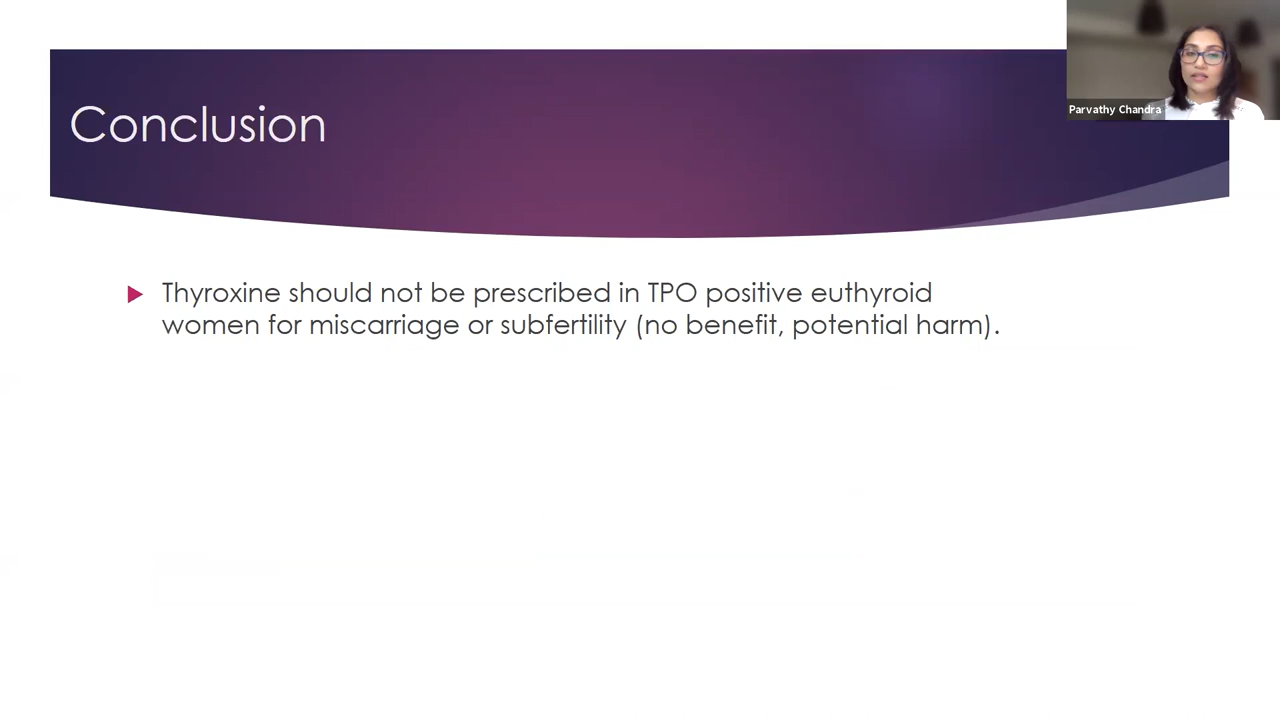 Conclusion
Parvathy Chandra
Thyroxine should not be prescribed in TPO positive euthyroid
women for miscarriage or subfertility (no benefit, potential harm).